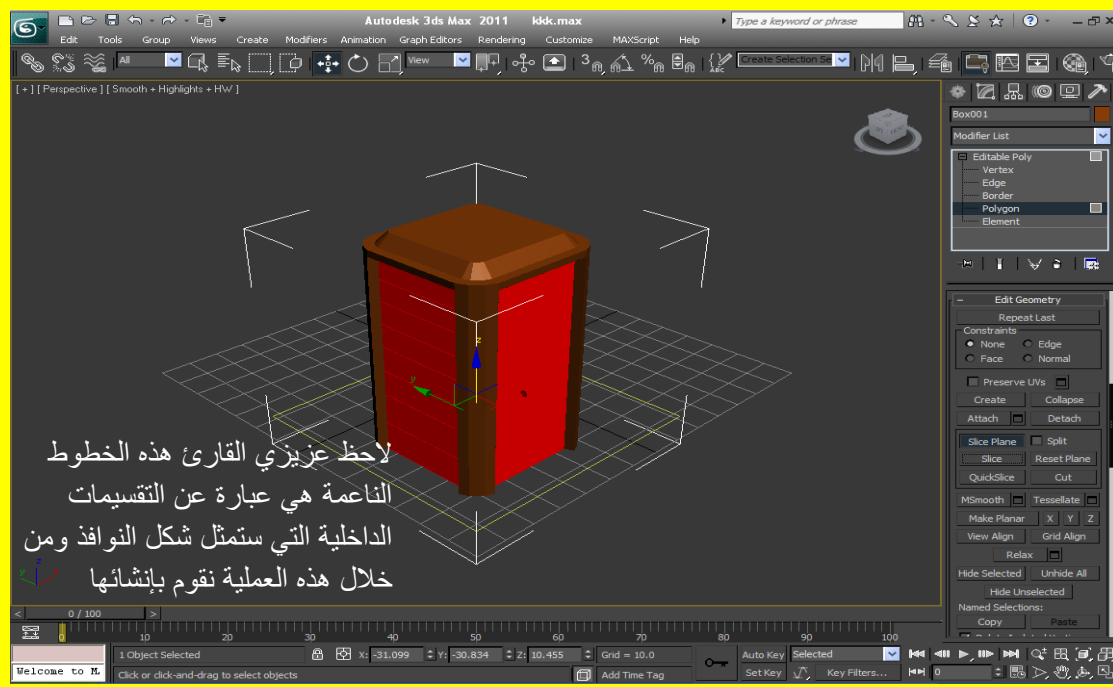 Autodesk 3ds Max 2011 kkk.max
Type a keyword or phrase
Edit Tools Group Views Create Modifiers Animation Graph Editors Rendering Customize MAXScript Help
All View Create Selection Se
[ + ] [ Perspective ] [ Smooth + Highlights + HW ]
Box001
Modifier List
Editable Poly
Vertex
Edge
Border
Polygon
Element
Edit Geometry
Repeat Last
Constraints
None Edge
Face Normal
Preserve UVs
Create Collapse
Attach Detach
Slice Plane Split
Slice Reset Plane
QuickSlice Cut
MSmooth Tessellate
Make Planar X Y Z
View Align Grid Align
Relax
Hide Selected Unhide All
Hide Unselected
Named Selections:
Copy Paste
z
y
لاحظ عزيزي القارئ هذه الخطوط
الناعمة هي عبارة عن التقسيمات
الداخلية التي ستمثل شكل النوافذ ومن
خلال هذه العملية نقوم بإنشائها
z
y
< 0 / 100 >
0 10 20 30 40 50 60 70 80 90 100
1 Object Selected X: -31.099 Y: -30.834 Z: 10.455 Grid = 10.0 Auto Key Selected
Welcome to M. Click or click-and-drag to select objects Add Time Tag Set Key Key Filters... 0